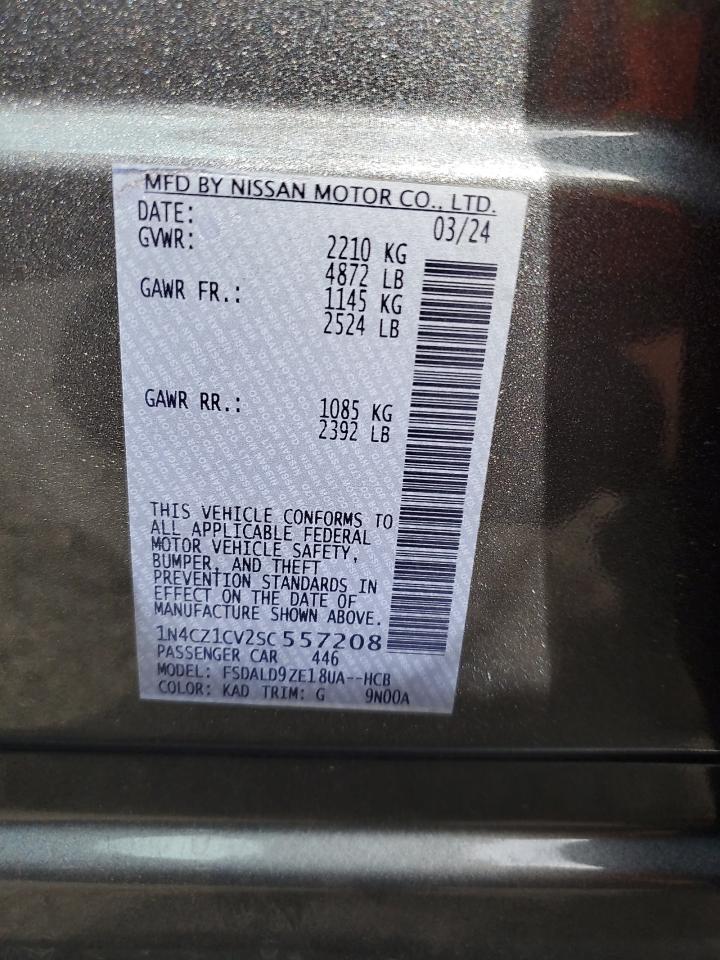 MFD BY NISSAN MOTOR CO., LTD.
DATE: 03/24
GVWR: 2210 KG
4872 LB
GAWR FR.: 1145 KG
2524 LB
GAWR RR.: 1085 KG
2392 LB
THIS VEHICLE CONFORMS TO
ALL APPLICABLE FEDERAL
MOTOR VEHICLE SAFETY,
BUMPER, AND THEFT
PREVENTION STANDARDS IN
EFFECT ON THE DATE OF
MANUFACTURE SHOWN ABOVE.
1N4CZ1CV2SC557208
PASSENGER CAR 446
MODEL: FSDALD9ZE18UA--HCB
COLOR: KAD TRIM: G 9N00A